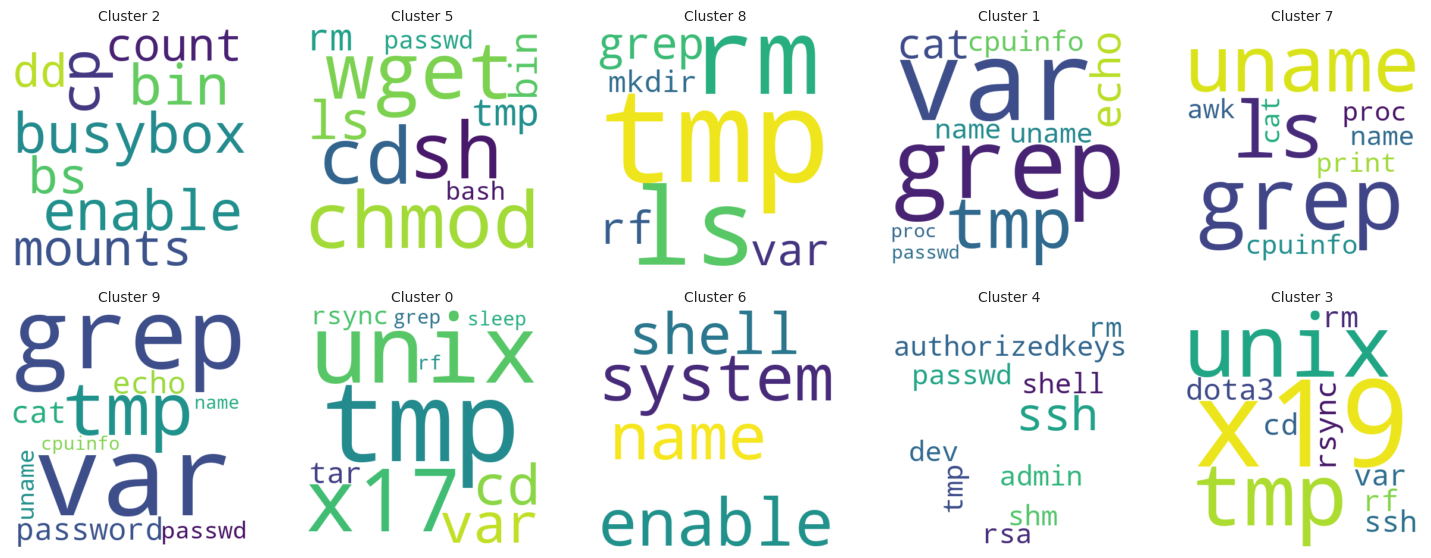 Cluster 2
dd
cp
count
bin
busybox
bs
enable
mounts
Cluster 5
rm
passwd
wget
bin
ls
tmp
cd
sh
bash
chmod
Cluster 8
grep
rm
mkdir
tmp
rf
ls
var
Cluster 1
cat
cpuinfo
var
echo
name
uname
grep
tmp
proc
passwd
Cluster 7
uname
awk
ls
cat
proc
name
print
grep
cpuinfo
Cluster 9
grep
echo
cat
tmp
name
cpuinfo
uname
var
password
passwd
Cluster 0
rsync
grep
sleep
unix
rf
tmp
tar
x17
cd
var
Cluster 6
shell
system
name
enable
Cluster 4
rm
authorizedkeys
passwd
shell
ssh
dev
tmp
admin
shm
rsa
Cluster 3
unix
rm
dota3
x19
cd
rsync
tmp
var
rf
ssh